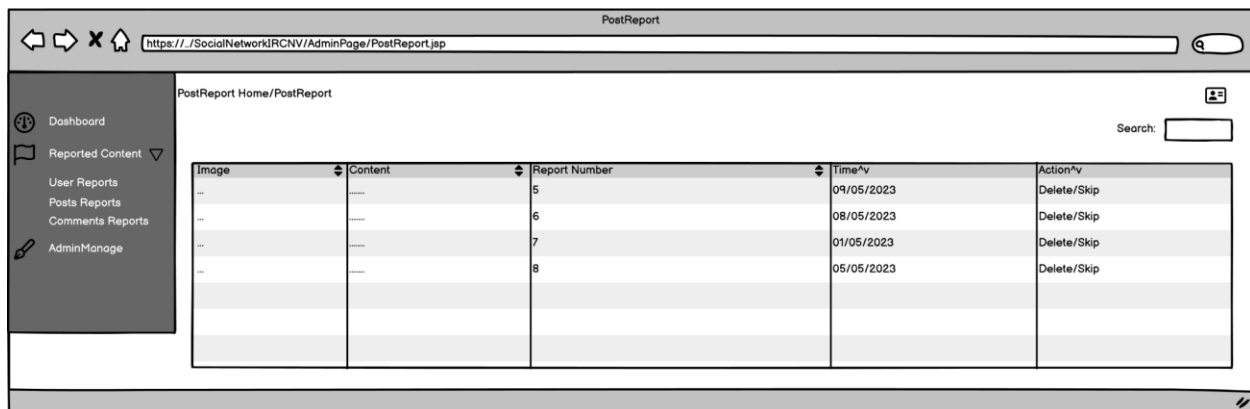 PostReport
https://../SocialNetworkIRCNV/AdminPage/PostReport.jsp
PostReport Home/PostReport
Dashboard
Reported Content
User Reports
Posts Reports
Comments Reports
AdminManage
Search:
Image Content Report Number Time^v Action^v
... ....... 5 09/05/2023 Delete/Skip
... ....... 6 08/05/2023 Delete/Skip
... ....... 7 01/05/2023 Delete/Skip
... ....... 8 05/05/2023 Delete/Skip